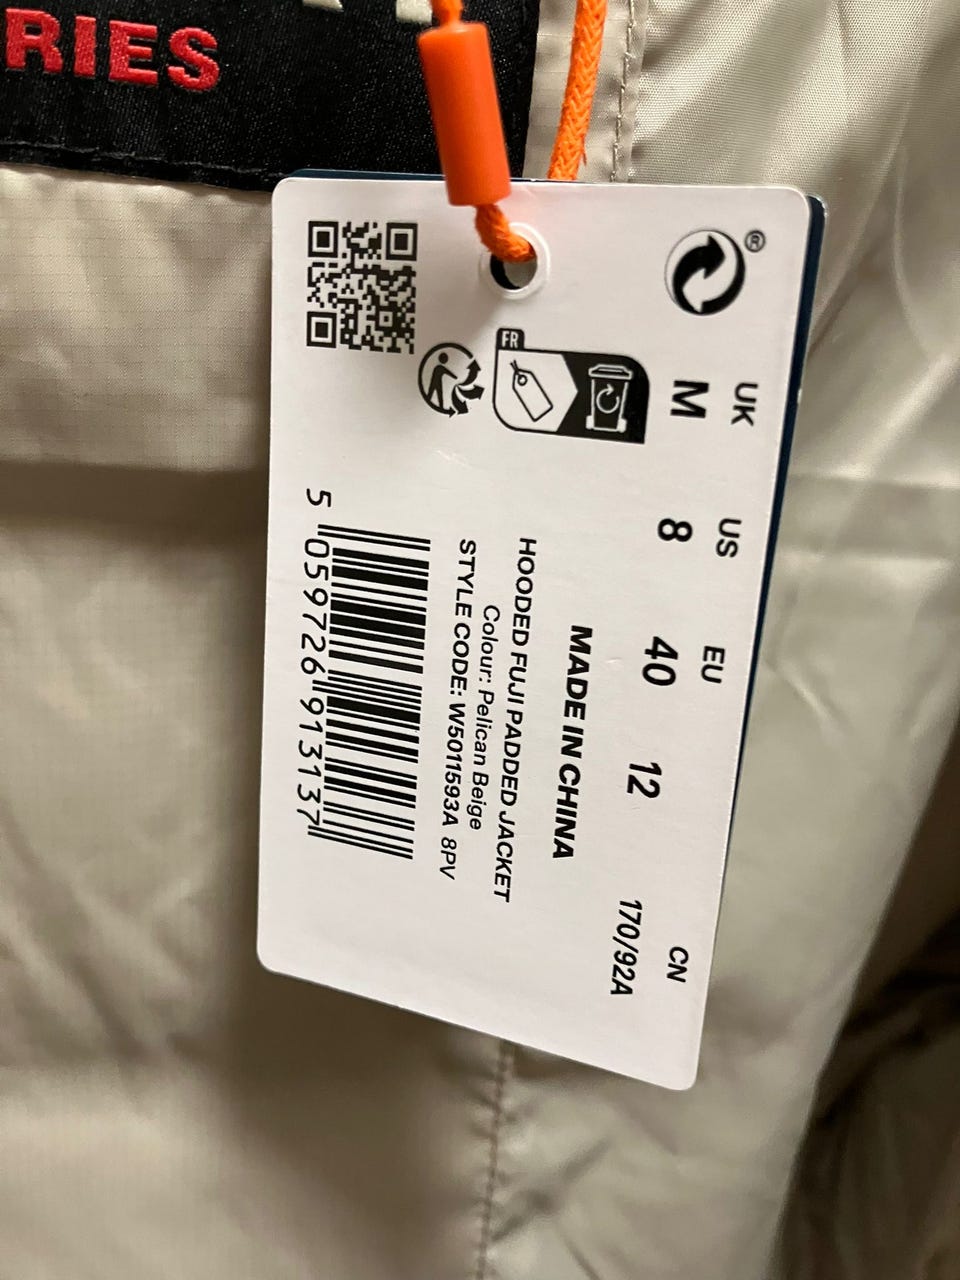 RIES
FR
UK US EU CN
M 8 40 12 170/92A
MADE IN CHINA
HOODED FUJI PADDED JACKET
Colour: Pelican Beige
STYLE CODE: W5011593A 8PV
5 059726 913137